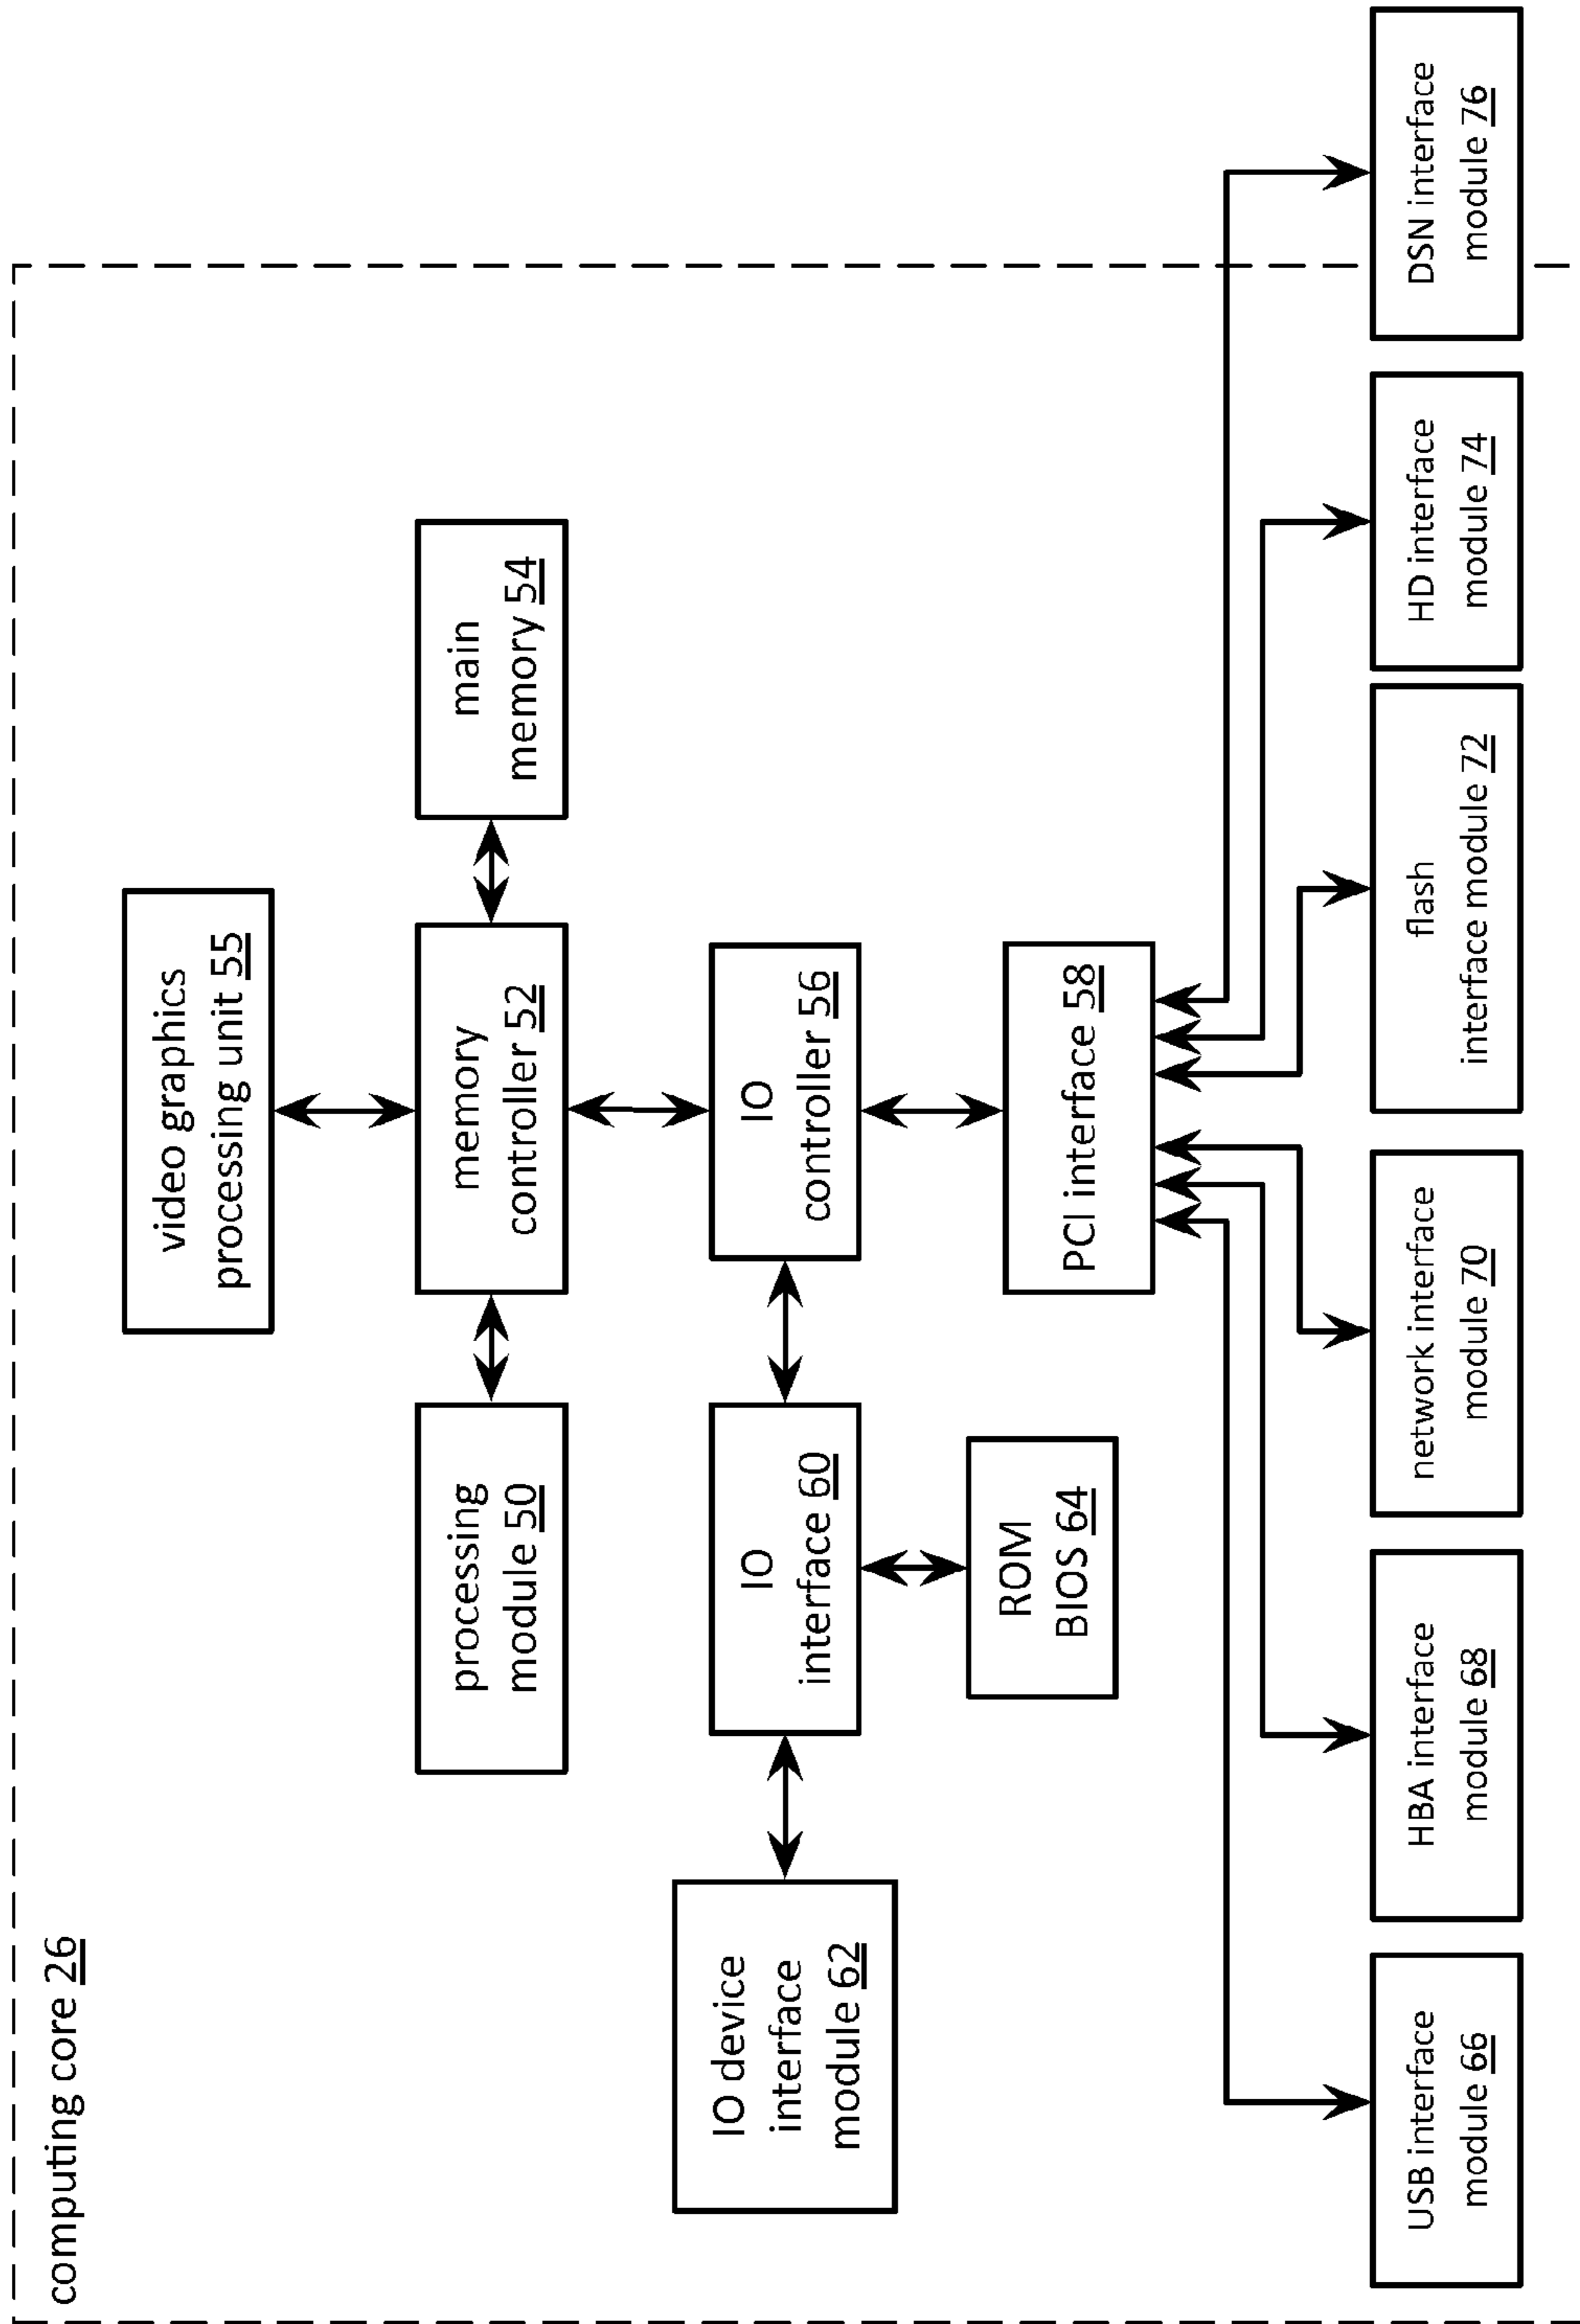 computing core 26
video graphics
processing unit 55
processing
module 50
memory
controller 52
main
memory 54
IO device
interface
module 62
IO
interface 60
IO
controller 56
ROM
BIOS 64
PCI interface 58
USB interface
module 66
HBA interface
module 68
network interface
module 70
flash
interface module 72
HD interface
module 74
DSN interface
module 76